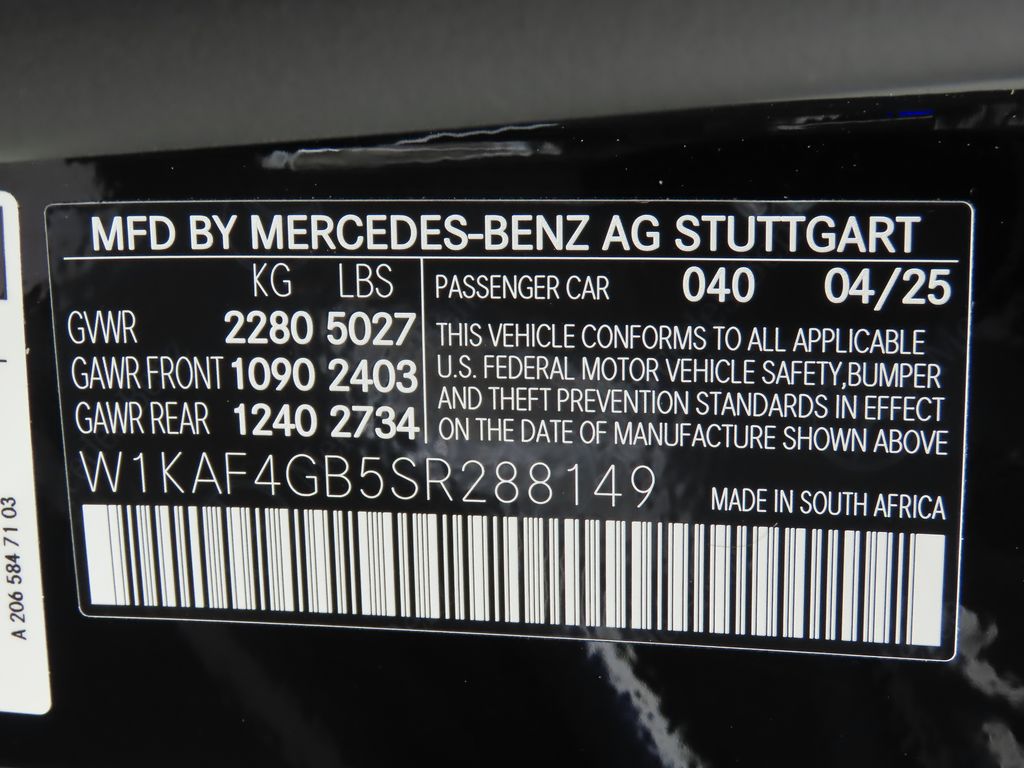 MFD BY MERCEDES-BENZ AG STUTTGART
KG LBS
GVWR 2280 5027
GAWR FRONT 1090 2403
GAWR REAR 1240 2734
PASSENGER CAR 040 04/25
THIS VEHICLE CONFORMS TO ALL APPLICABLE
U.S. FEDERAL MOTOR VEHICLE SAFETY,BUMPER
AND THEFT PREVENTION STANDARDS IN EFFECT
ON THE DATE OF MANUFACTURE SHOWN ABOVE
W1KAF4GB5SR288149
MADE IN SOUTH AFRICA
A 206 584 71 03